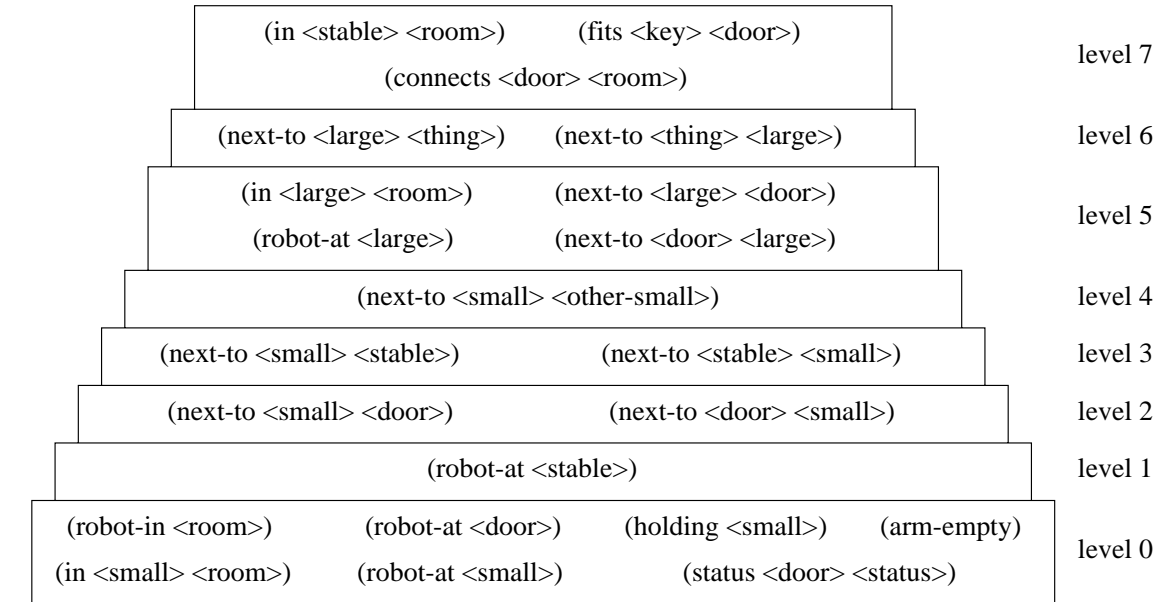 (in <stable> <room>) (fits <key> <door>)
level 7
(connects <door> <room>)
(next-to <large> <thing>) (next-to <thing> <large>) level 6
(in <large> <room>) (next-to <large> <door>)
level 5
(robot-at <large>) (next-to <door> <large>)
(next-to <small> <other-small>) level 4
(next-to <small> <stable>) (next-to <stable> <small>) level 3
(next-to <small> <door>) (next-to <door> <small>) level 2
(robot-at <stable>) level 1
(robot-in <room>) (robot-at <door>) (holding <small>) (arm-empty)
level 0
(in <small> <room>) (robot-at <small>) (status <door> <status>)